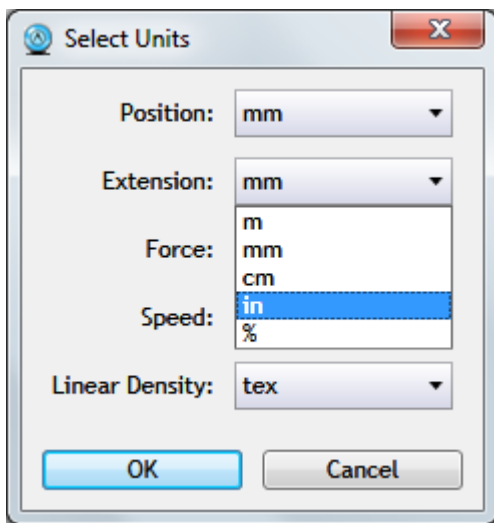 Select Units
Position: mm
Extension: mm
m
Force: mm
cm
in
Speed:
%
Linear Density: tex
OK Cancel